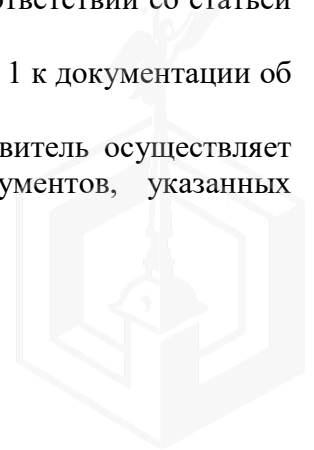 ответствии со статьей
1 к документации об
витель осуществляет
ументов, указанных